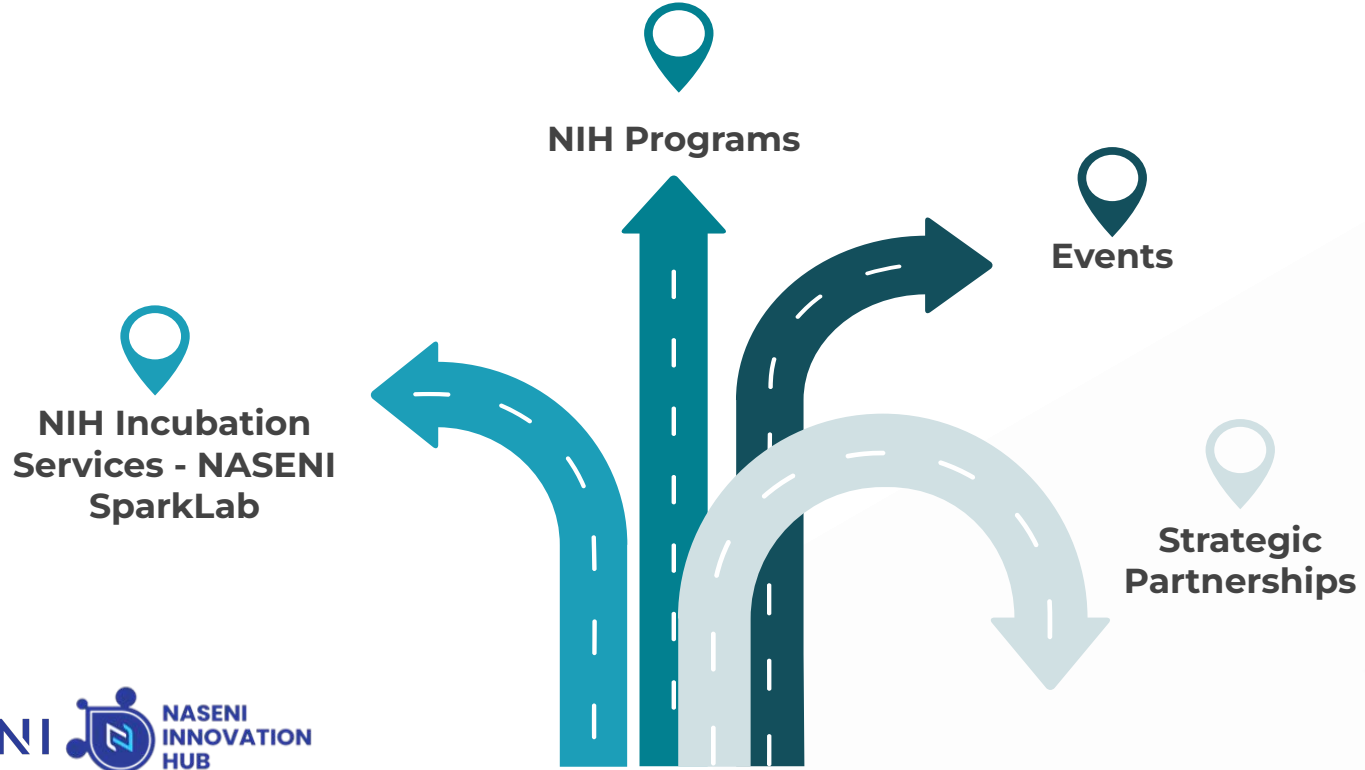 NIH Programs
Events
NIH Incubation
Services - NASENI
SparkLab
Strategic
Partnerships
NI
NASENI
INNOVATION
HUB